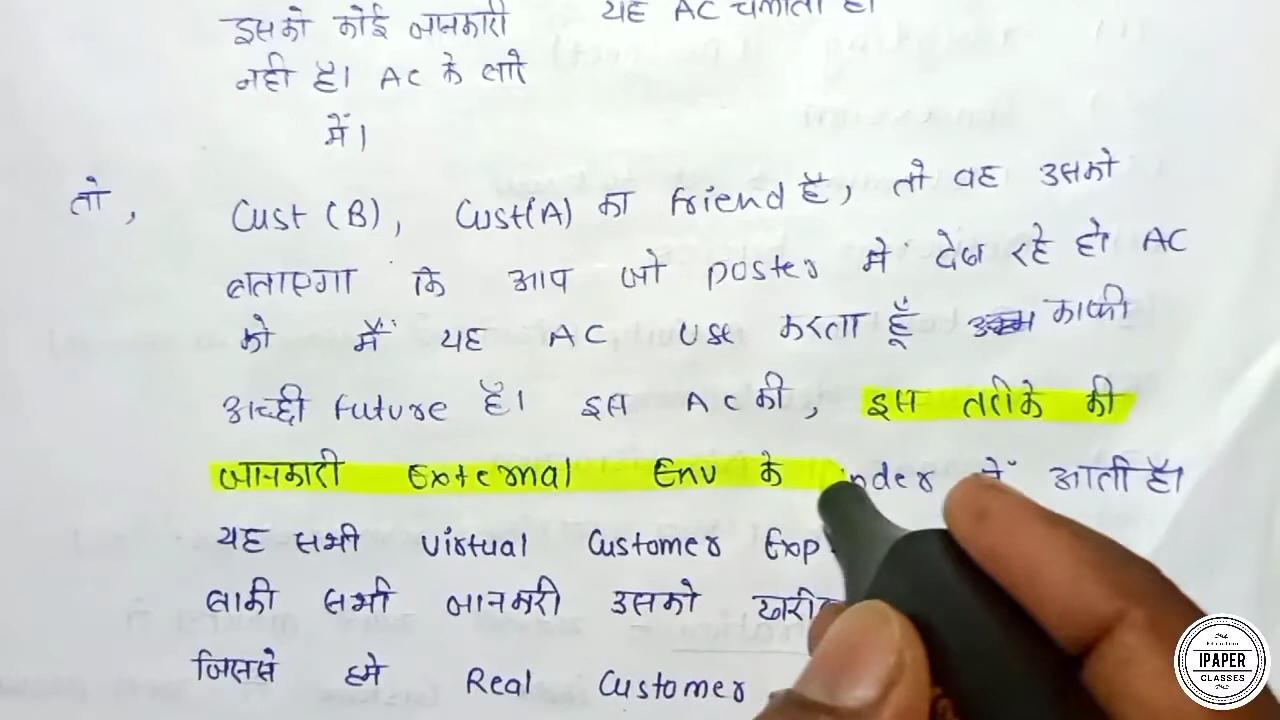 इसको कोई जानकारी यह AC चलाता है।
नही है। AC के बारे
में।
तो, Cust (B), Cust(A) का friend है, तो वह उसको
बताएगा कि आप जो poster में देख रहे हो AC
को मैं यह AC use करता हूँ काफी
अच्छी future है। इस AC की, इस तरीके की
जानकारी External Env के में आती है।
यह सभी Virtual Customer Exp
बाकी सभी जानकारी उसको
जिससे हमे Real Customer
IPAPER
CLASSES